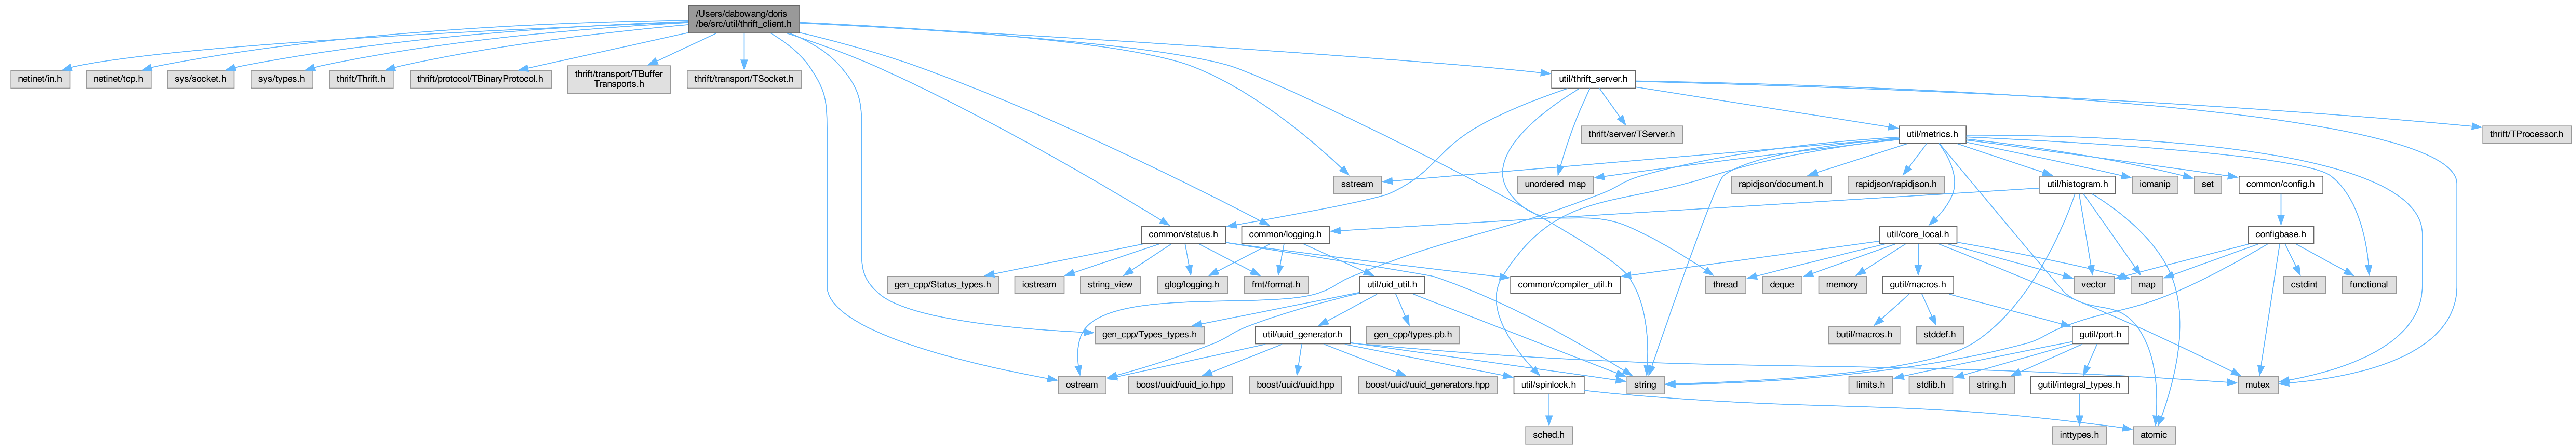 /Users/dabowang/doris
/be/src/util/thrift_client.h
netinet/in.h
netinet/tcp.h
sys/socket.h
sys/types.h
thrift/Thrift.h
thrift/protocol/TBinaryProtocol.h
thrift/transport/TBuffer
Transports.h
thrift/transport/TSocket.h
util/thrift_server.h
thrift/server/TServer.h
util/metrics.h
thrift/TProcessor.h
sstream
unordered_map
rapidjson/document.h
rapidjson/rapidjson.h
util/histogram.h
iomanip
set
common/config.h
common/status.h
common/logging.h
util/core_local.h
configbase.h
gen_cpp/Status_types.h
iostream
string_view
glog/logging.h
fmt/format.h
util/uid_util.h
common/compiler_util.h
thread
deque
memory
gutil/macros.h
vector
map
cstdint
functional
gen_cpp/Types_types.h
util/uuid_generator.h
gen_cpp/types.pb.h
butil/macros.h
stddef.h
gutil/port.h
ostream
boost/uuid/uuid_io.hpp
boost/uuid/uuid.hpp
boost/uuid/uuid_generators.hpp
util/spinlock.h
string
limits.h
stdlib.h
string.h
gutil/integral_types.h
mutex
sched.h
inttypes.h
atomic